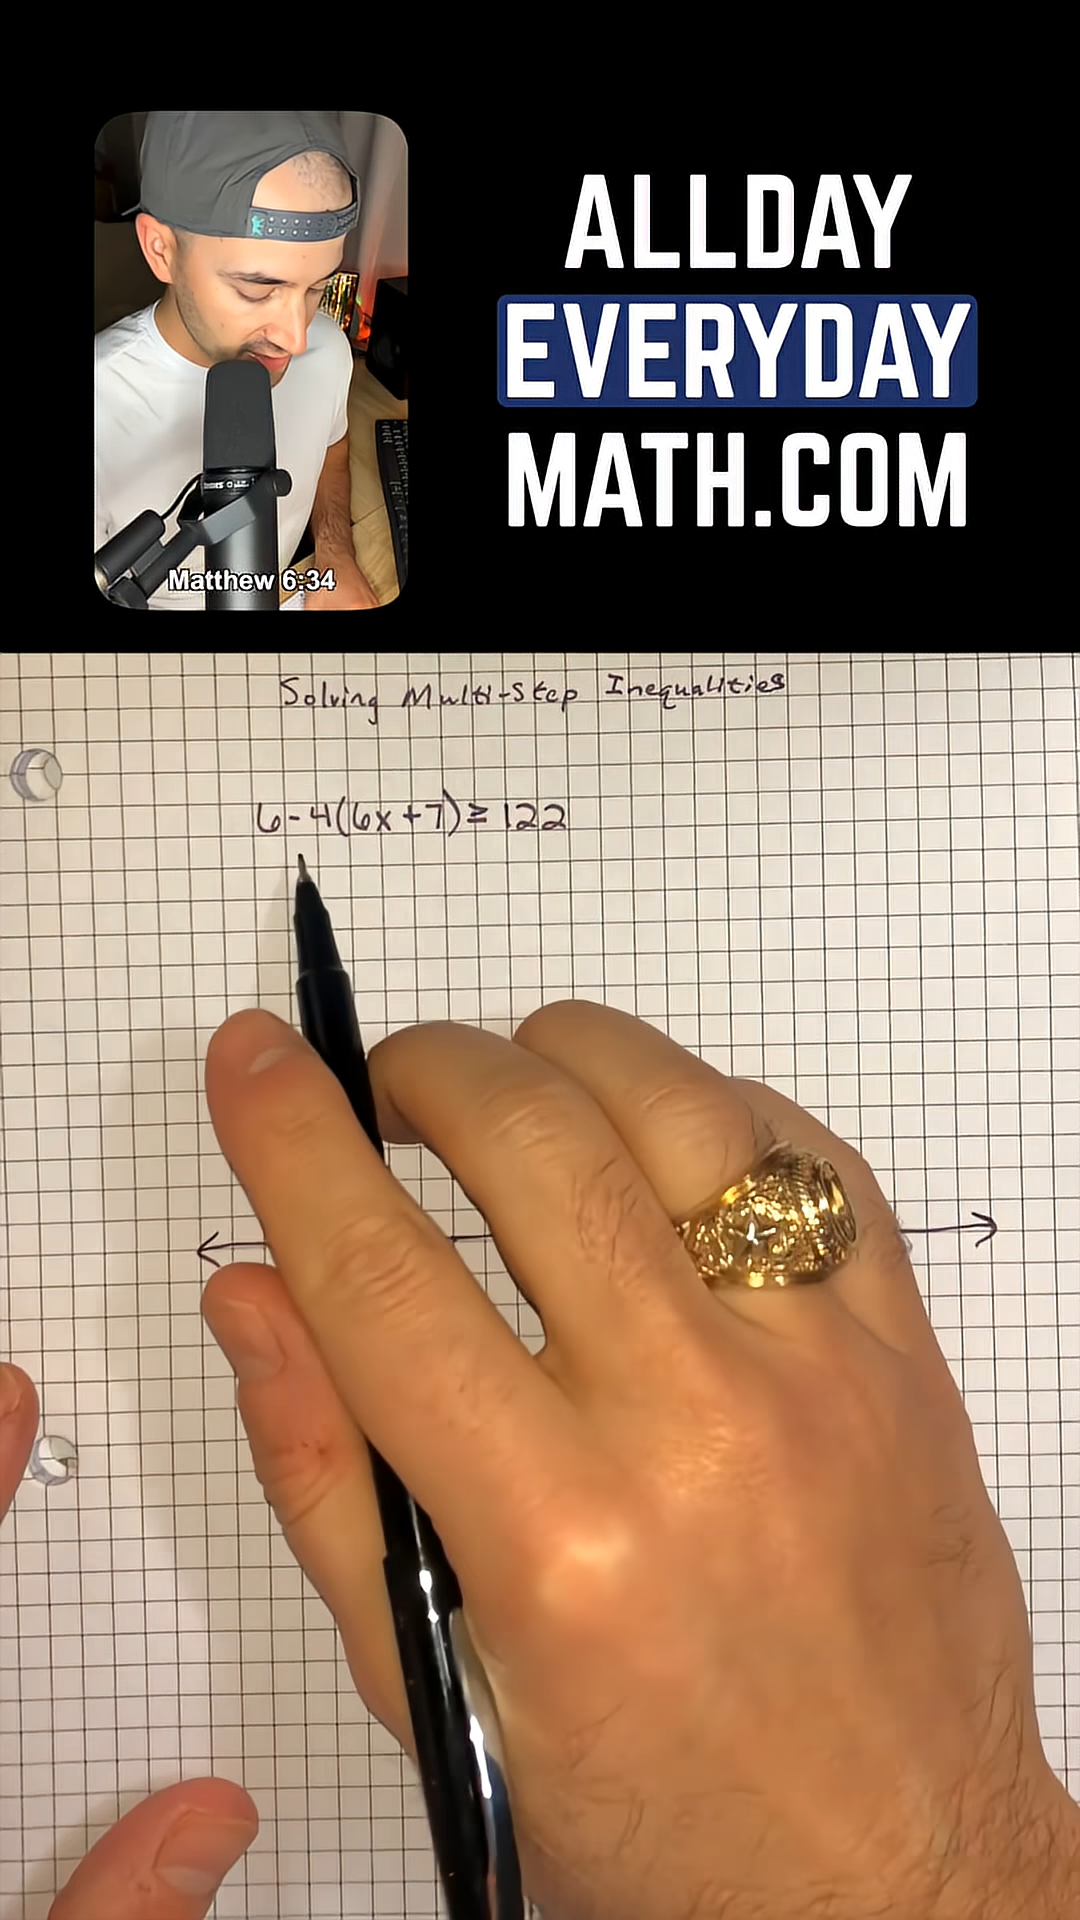 ALLDAY
EVERYDAY
MATH.COM
Matthew 6:34
Solving Multi-Step Inequalities
6-4(6x+7)≥122